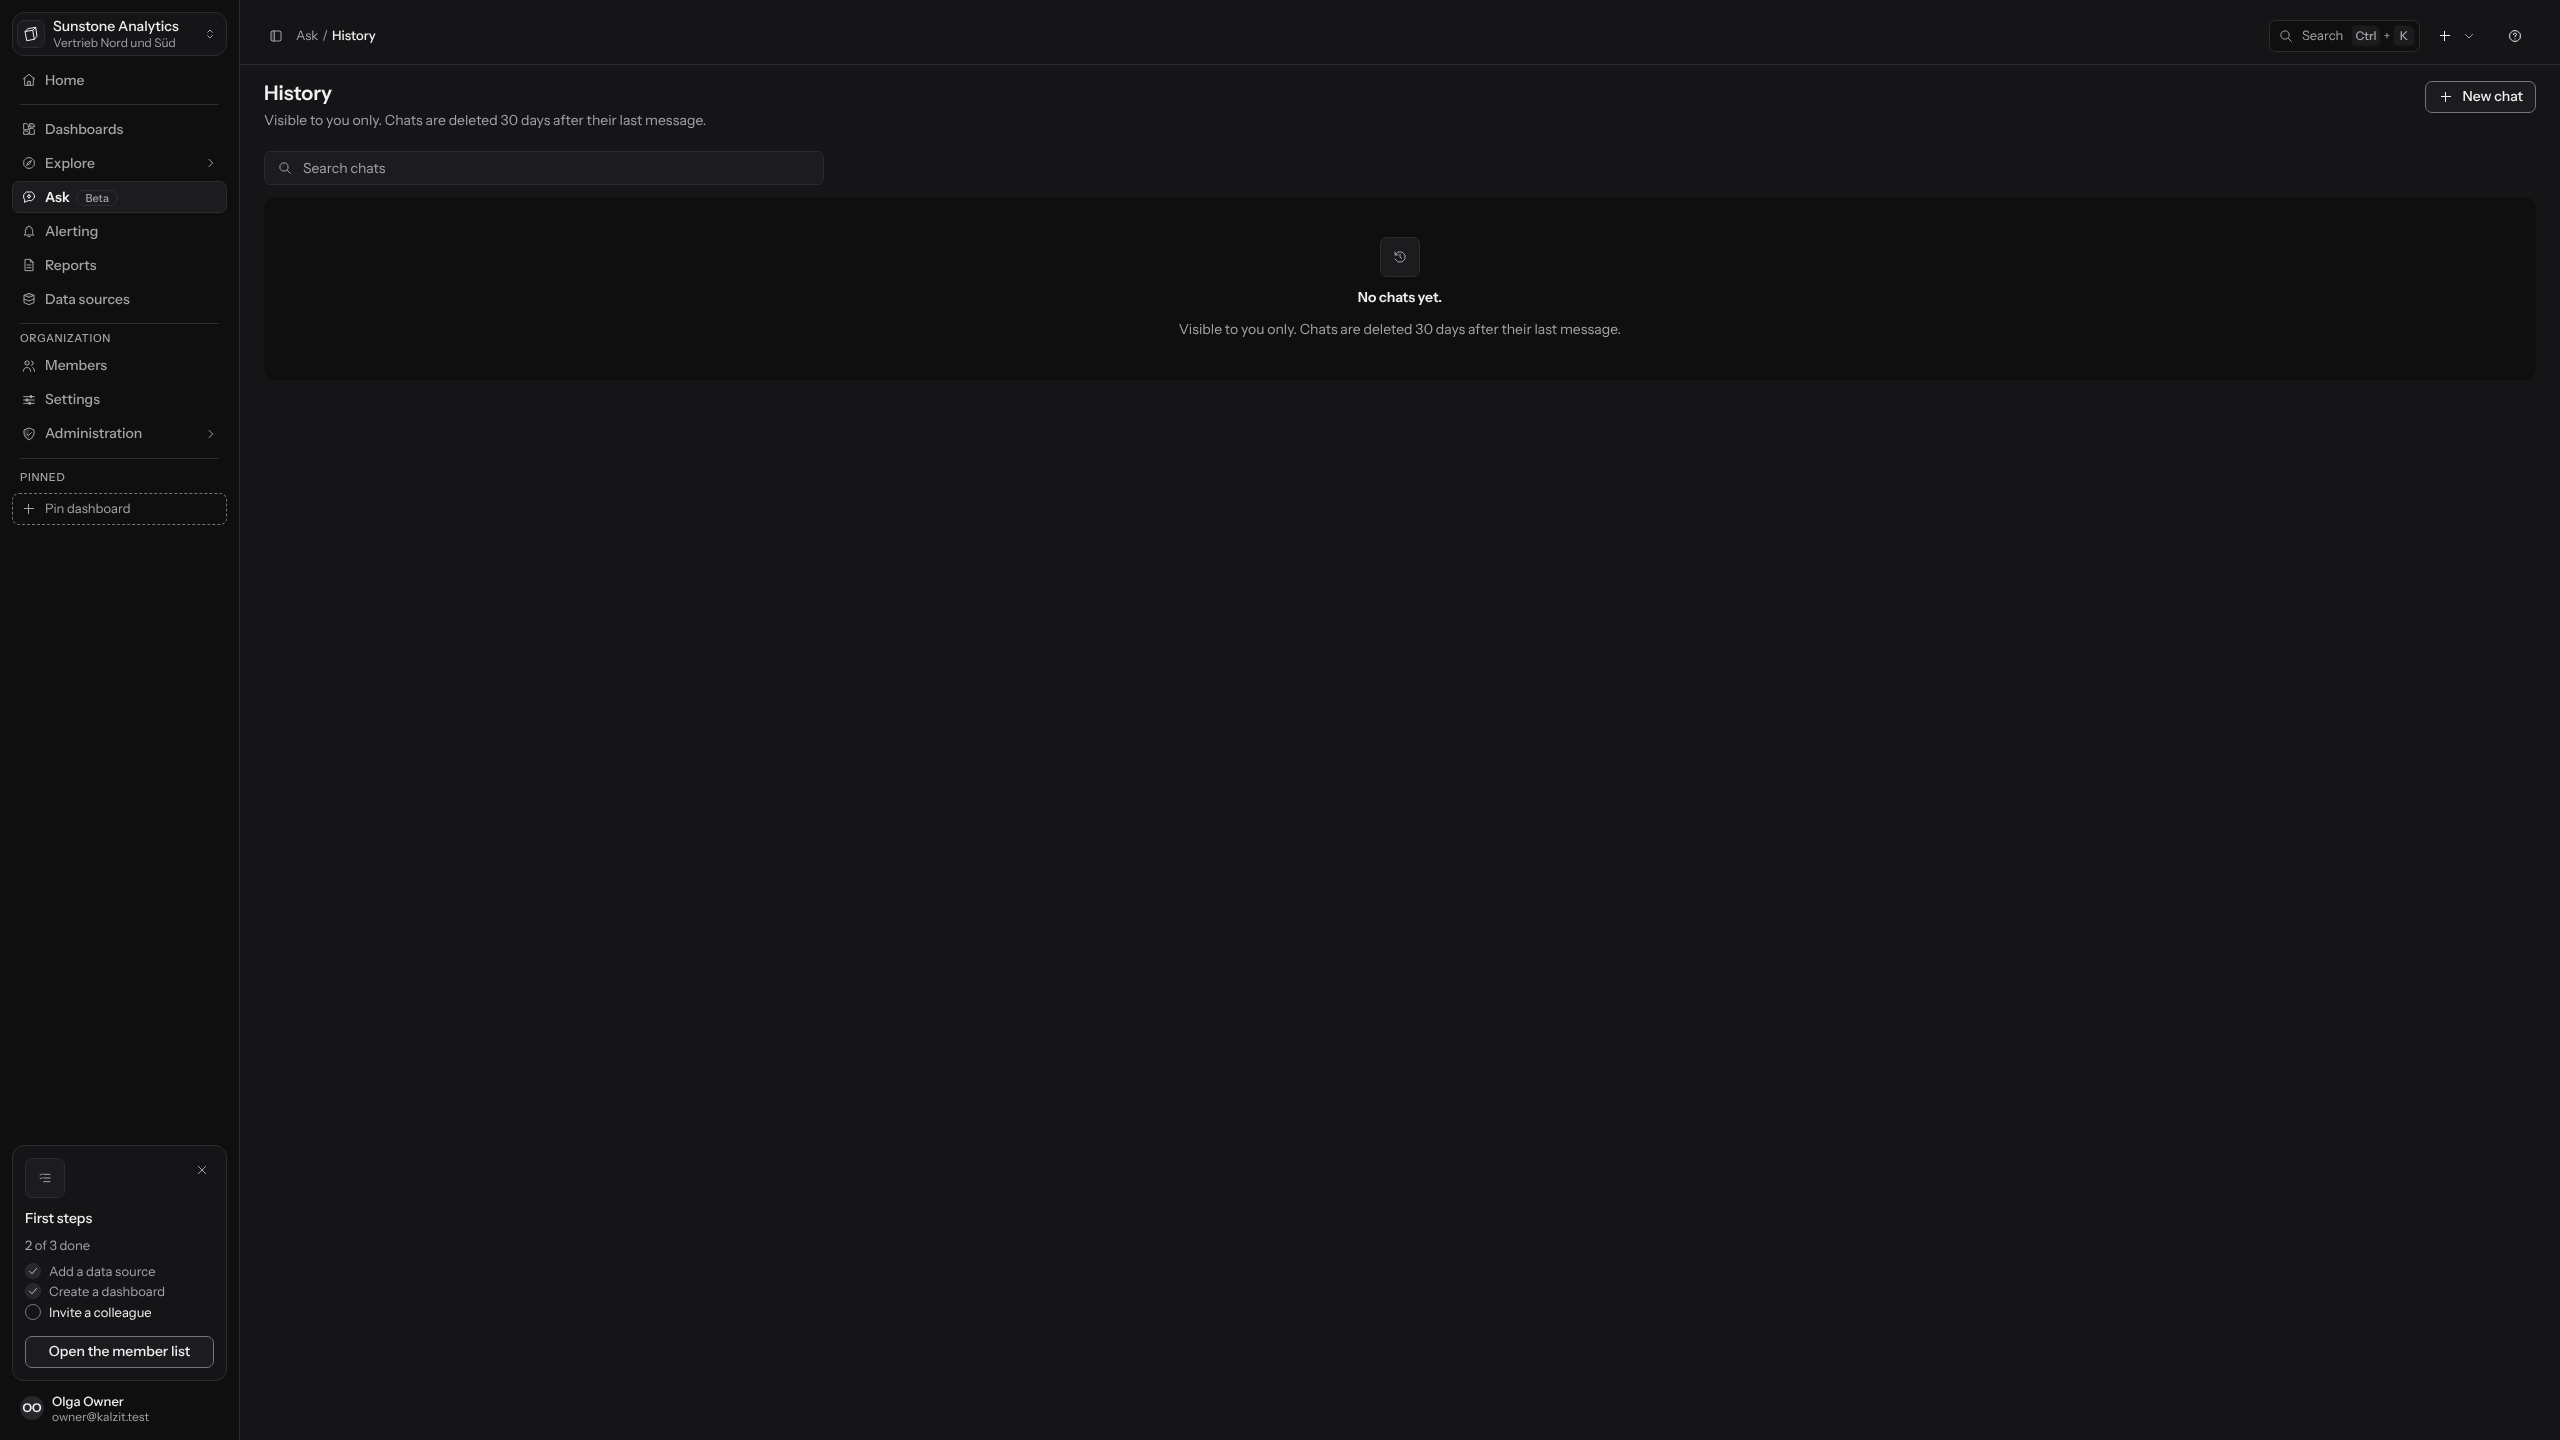 Sunstone Analytics
Vertrieb Nord und Süd
Home
Dashboards
Explore
Ask Beta
Alerting
Reports
Data sources
ORGANIZATION
Members
Settings
Administration
PINNED
Pin dashboard
First steps
2 of 3 done
Add a data source
Create a dashboard
Invite a colleague
Open the member list
OO Olga Owner
owner@kalzit.test
Ask / History
Search Ctrl + K
History
Visible to you only. Chats are deleted 30 days after their last message.
New chat
Search chats
No chats yet.
Visible to you only. Chats are deleted 30 days after their last message.